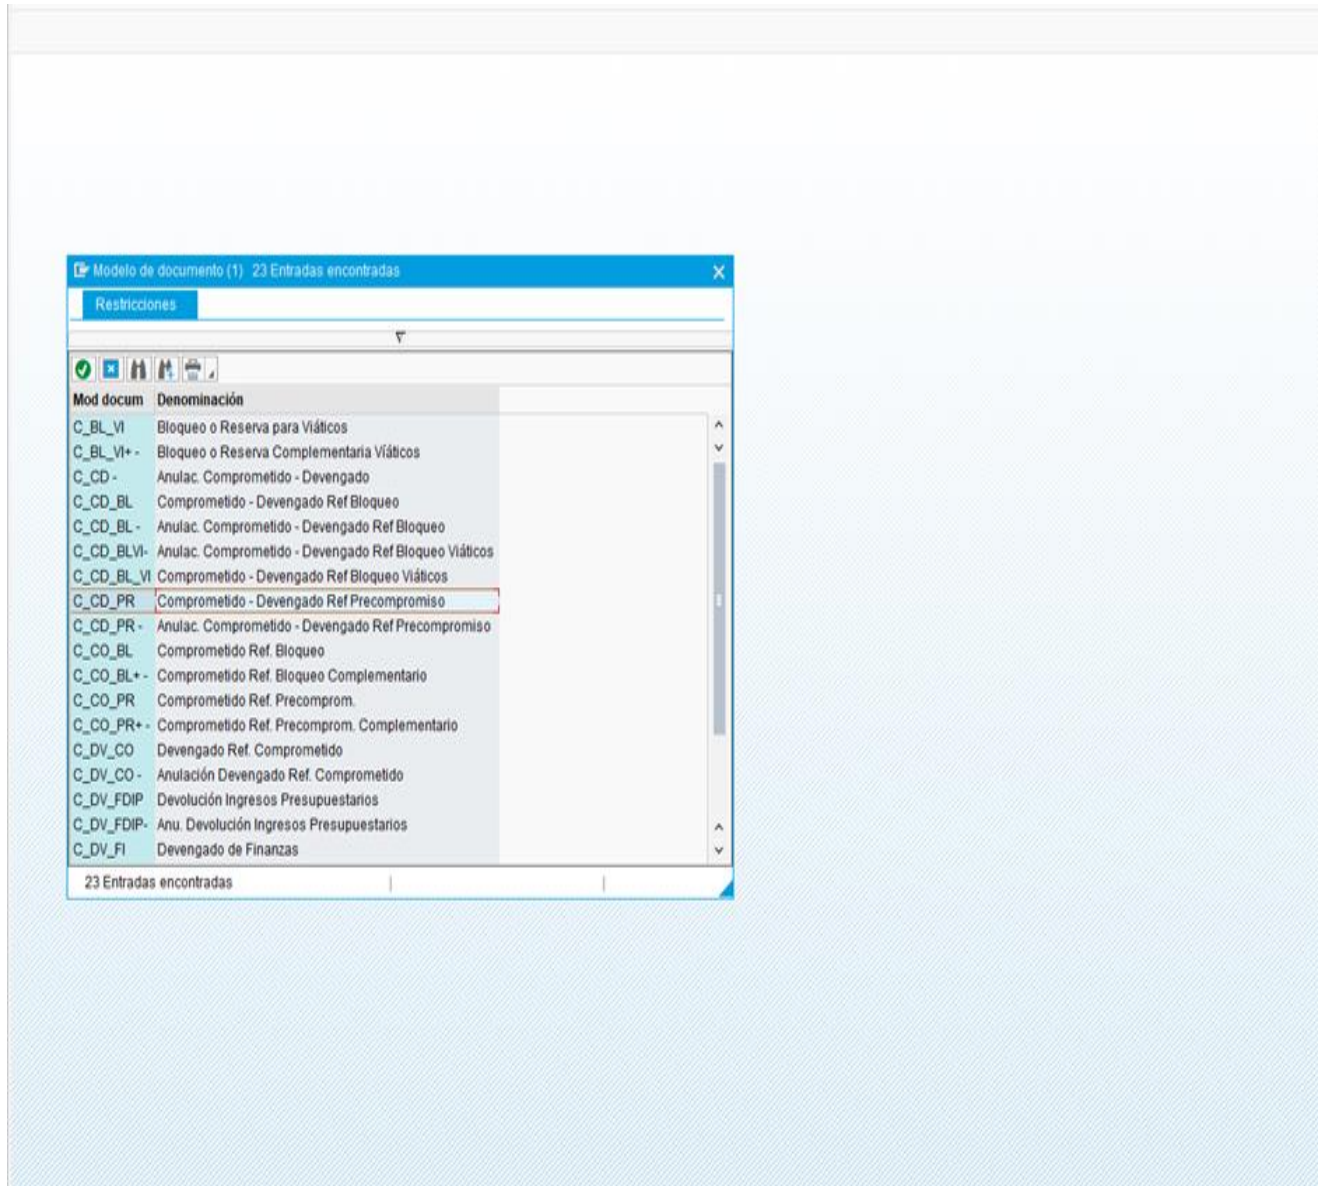 Modelo de documento (1) 23 Entradas encontradas
Restricciones
Mod docum Denominación
C_BL_VI Bloqueo o Reserva para Viáticos
C_BL_VI+ - Bloqueo o Reserva Complementaria Víáticos
C_CD - Anulac. Comprometido - Devengado
C_CD_BL Comprometido - Devengado Ref Bloqueo
C_CD_BL - Anulac. Comprometido - Devengado Ref Bloqueo
C_CD_BLVI- Anulac. Comprometido - Devengado Ref Bloqueo Viáticos
C_CD_BL_VI Comprometido - Devengado Ref Bloqueo Viáticos
C_CD_PR Comprometido - Devengado Ref Precompromiso
C_CD_PR - Anulac. Comprometido - Devengado Ref Precompromiso
C_CO_BL Comprometido Ref. Bloqueo
C_CO_BL+ - Comprometido Ref. Bloqueo Complementario
C_CO_PR Comprometido Ref. Precomprom.
C_CO_PR+ - Comprometido Ref. Precomprom. Complementario
C_DV_CO Devengado Ref. Comprometido
C_DV_CO - Anulación Devengado Ref. Comprometido
C_DV_FDIP Devolución Ingresos Presupuestarios
C_DV_FDIP- Anu. Devolución Ingresos Presupuestarios
C_DV_FI Devengado de Finanzas
23 Entradas encontradas